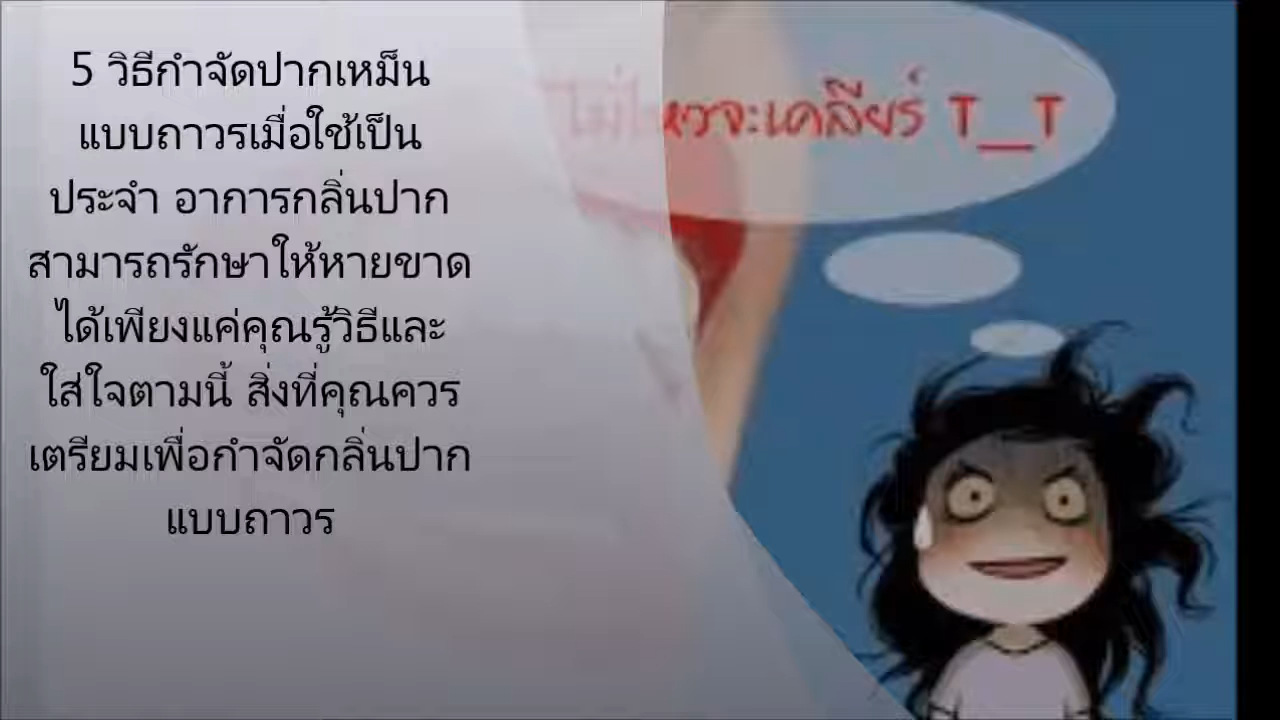 5 วิธีกำจัดปากเหม็น
แบบถาวรเมื่อใช้เป็น
ประจำ อาการกลิ่นปาก
สามารถรักษาให้หายขาด
ได้เพียงแค่คุณรู้วิธีและ
ใส่ใจตามนี้ สิ่งที่คุณควร
เตรียมเพื่อกำจัดกลิ่นปาก
แบบถาวร
ไม่ไหวจะเคลียร์ T_T